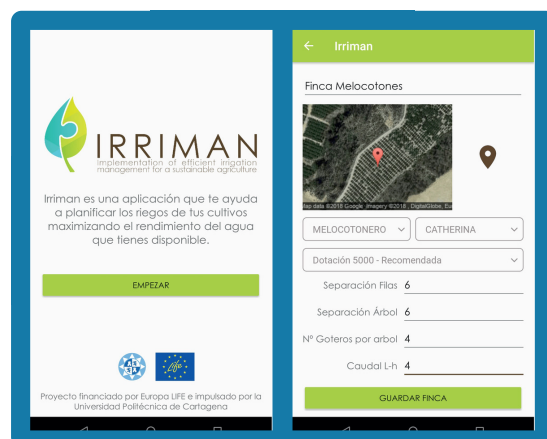 IRRIMAN
Implementation of efficient irrigation
management for a sustainable agriculture
Irriman es una aplicación que te ayuda
a planificar los riegos de tus cultivos
maximizando el rendimiento del agua
que tienes disponible.
EMPEZAR
Life
Proyecto financiado por Europa LIFE e impulsado por la
Universidad Politécnica de Cartagena
Irriman
Finca Melocotones
data ©2018 Google Imagery ©2018 , DigitalGlobe,
MELOCOTONERO
CATHERINA
Dotación 5000 - Recomendada
Separación Filas 6
Separación Árbol 6
Nº Goteros por arbol 4
Caudal L-h 4
GUARDAR FINCA